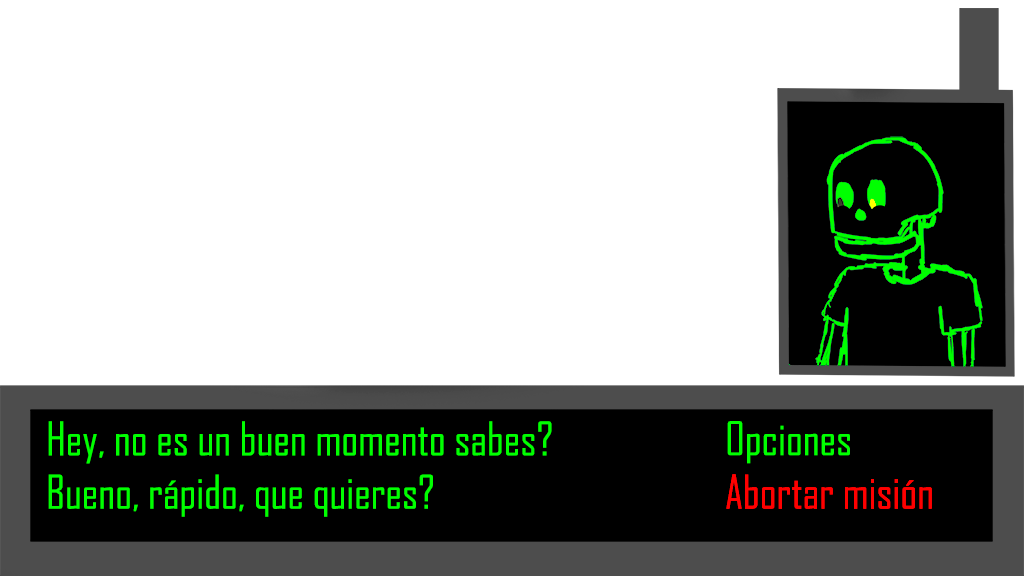 Hey, no es un buen momento sabes?
Bueno, rápido, que quieres?
Opciones
Abortar misión